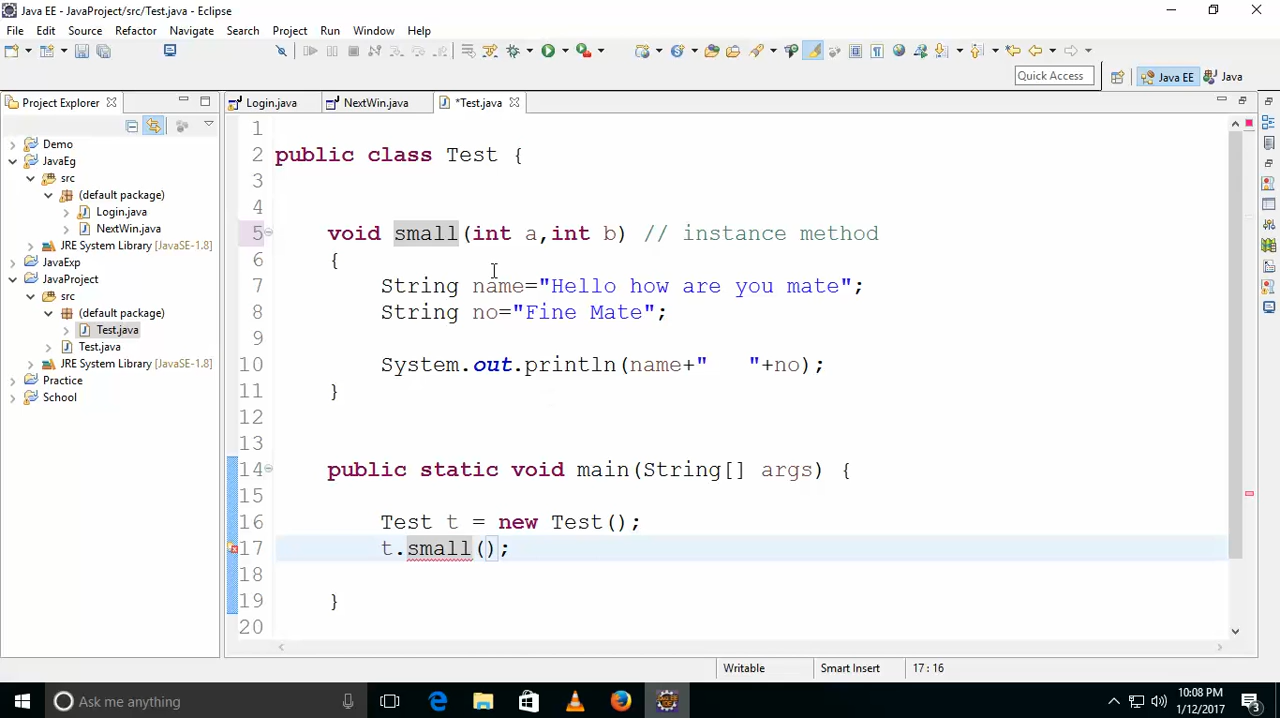 Java EE - JavaProject/src/Test.java - Eclipse
File Edit Source Refactor Navigate Search Project Run Window Help
Quick Access Java EE Java
Project Explorer Login.java NextWin.java *Test.java
Demo
JavaEg
src
(default package)
Login.java
NextWin.java
JRE System Library [JavaSE-1.8]
JavaExp
JavaProject
src
(default package)
Test.java
Test.java
JRE System Library [JavaSE-1.8]
Practice
School
1
2 public class Test {
3
4
5 void small(int a,int b) // instance method
6 {
7 String name="Hello how are you mate";
8 String no="Fine Mate";
9
10 System.out.println(name+"   "+no);
11 }
12
13
14 public static void main(String[] args) {
15
16 Test t = new Test();
17 t.small();
18
19 }
20
Writable Smart Insert 17 : 16
Ask me anything
10:08 PM
1/12/2017
3